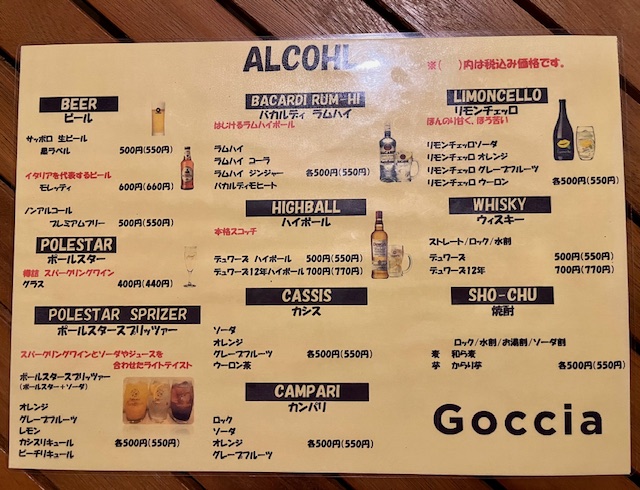 ALCOHL
※( )内は税込み価格です。
BEER
ビール
サッポロ 生ビール
黒ラベル 500円(550円)
イタリアを代表するビール
モレッティ 600円(660円)
ノンアルコール
プレミアムフリー 500円(550円)
POLESTAR
ポールスター
樽詰 スパークリングワイン
グラス 400円(440円)
POLESTAR SPRIZER
ポールスタースプリッツァー
スパークリングワインとソーダやジュースを
合わせたライトテイスト
ポールスタースプリッツァー
(ポールスター+ソーダ)
オレンジ
グレープフルーツ
レモン
カシスリキュール 各500円(550円)
ピーチリキュール
BACARDI RUM-HI
バカルディ ラムハイ
はじけるラムハイボール
ラムハイ
ラムハイ コーラ
ラムハイ ジンジャー 各500円(550円)
バカルディモヒート
HIGHBALL
ハイボール
本格スコッチ
デュワーズ ハイボール 500円(550円)
デュワーズ12年ハイボール 700円(770円)
CASSIS
カシス
ソーダ
オレンジ
グレープフルーツ 各500円(550円)
ウーロン茶
CAMPARI
カンパリ
ロック
ソーダ
オレンジ 各500円(550円)
グレープフルーツ
LIMONCELLO
リモンチェッロ
ほんのり甘く、ほろ苦い
リモンチェッロソーダ
リモンチェッロ オレンジ
リモンチェッロ グレープフルーツ
リモンチェッロ ウーロン 各500円(550円)
WHISKY
ウィスキー
ストレート/ロック/水割
デュワーズ 500円(550円)
デュワーズ12年 700円(770円)
SHO-CHU
焼酎
ロック/水割/お湯割/ソーダ割
麦 和ら麦
芋 からり芋 各500円(550円)
Goccia